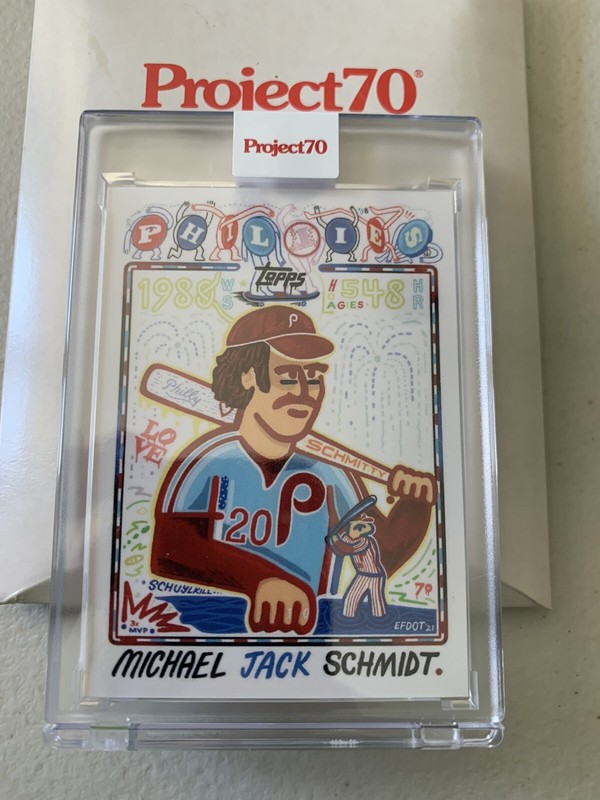 Project70®
Project70
PHILLIES
Topps
1980 WS
HOAGIES
548 HR
P
Philly
LOVE
SCHMITTY
20 P
SCHUYLKILL...
3x
MVP
70
EFDOT 21
MICHAEL JACK SCHMIDT.